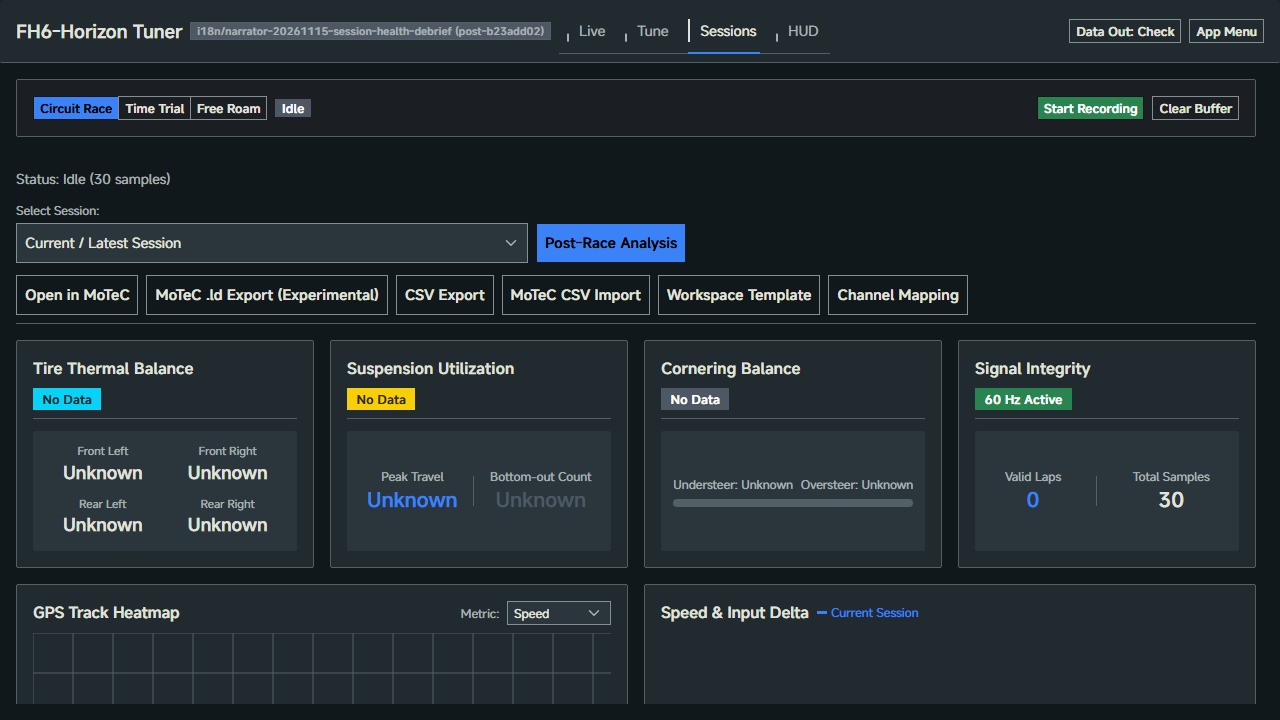 FH6-Horizon Tuner
i18n/narrator-20261115-session-health-debrief (post-b23add02)
Live
Tune
Sessions
HUD
Data Out: Check
App Menu
Circuit Race
Time Trial
Free Roam
Idle
Start Recording
Clear Buffer
Status: Idle (30 samples)
Select Session:
Current / Latest Session
Post-Race Analysis
Open in MoTeC
MoTeC .ld Export (Experimental)
CSV Export
MoTeC CSV Import
Workspace Template
Channel Mapping
Tire Thermal Balance
No Data
Front Left
Unknown
Front Right
Unknown
Rear Left
Unknown
Rear Right
Unknown
Suspension Utilization
No Data
Peak Travel
Unknown
Bottom-out Count
Unknown
Cornering Balance
No Data
Understeer: Unknown
Oversteer: Unknown
Signal Integrity
60 Hz Active
Valid Laps
0
Total Samples
30
GPS Track Heatmap
Metric:
Speed
Speed & Input Delta
Current Session